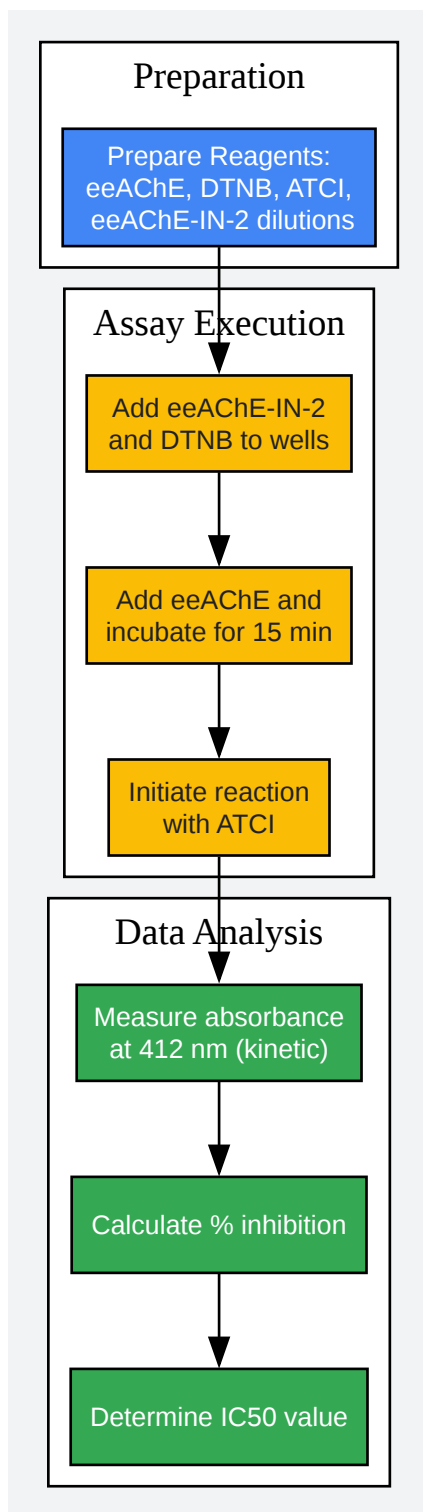 Preparation
Prepare Reagents:
eeAChE, DTNB, ATCI,
eeAChE-IN-2 dilutions
Assay Execution
Add eeAChE-IN-2
and DTNB to wells
Add eeAChE and
incubate for 15 min
Initiate reaction
with ATCI
Data Analysis
Measure absorbance
at 412 nm (kinetic)
Calculate % inhibition
Determine IC50 value